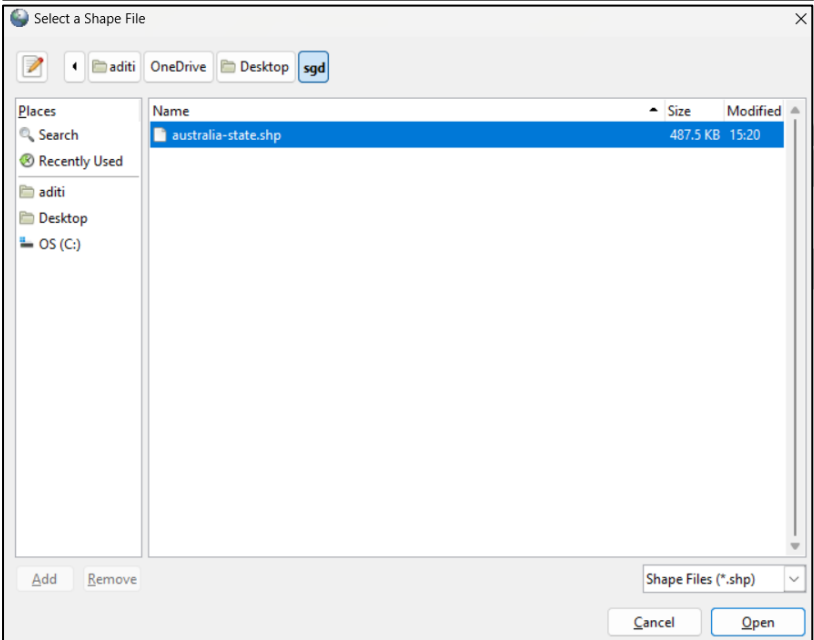 Select a Shape File
aditi OneDrive Desktop sgd
Places
Search
Recently Used
aditi
Desktop
OS (C:)
Name Size Modified
australia-state.shp 487.5 KB 15:20
Add Remove
Shape Files (*.shp)
Cancel Open